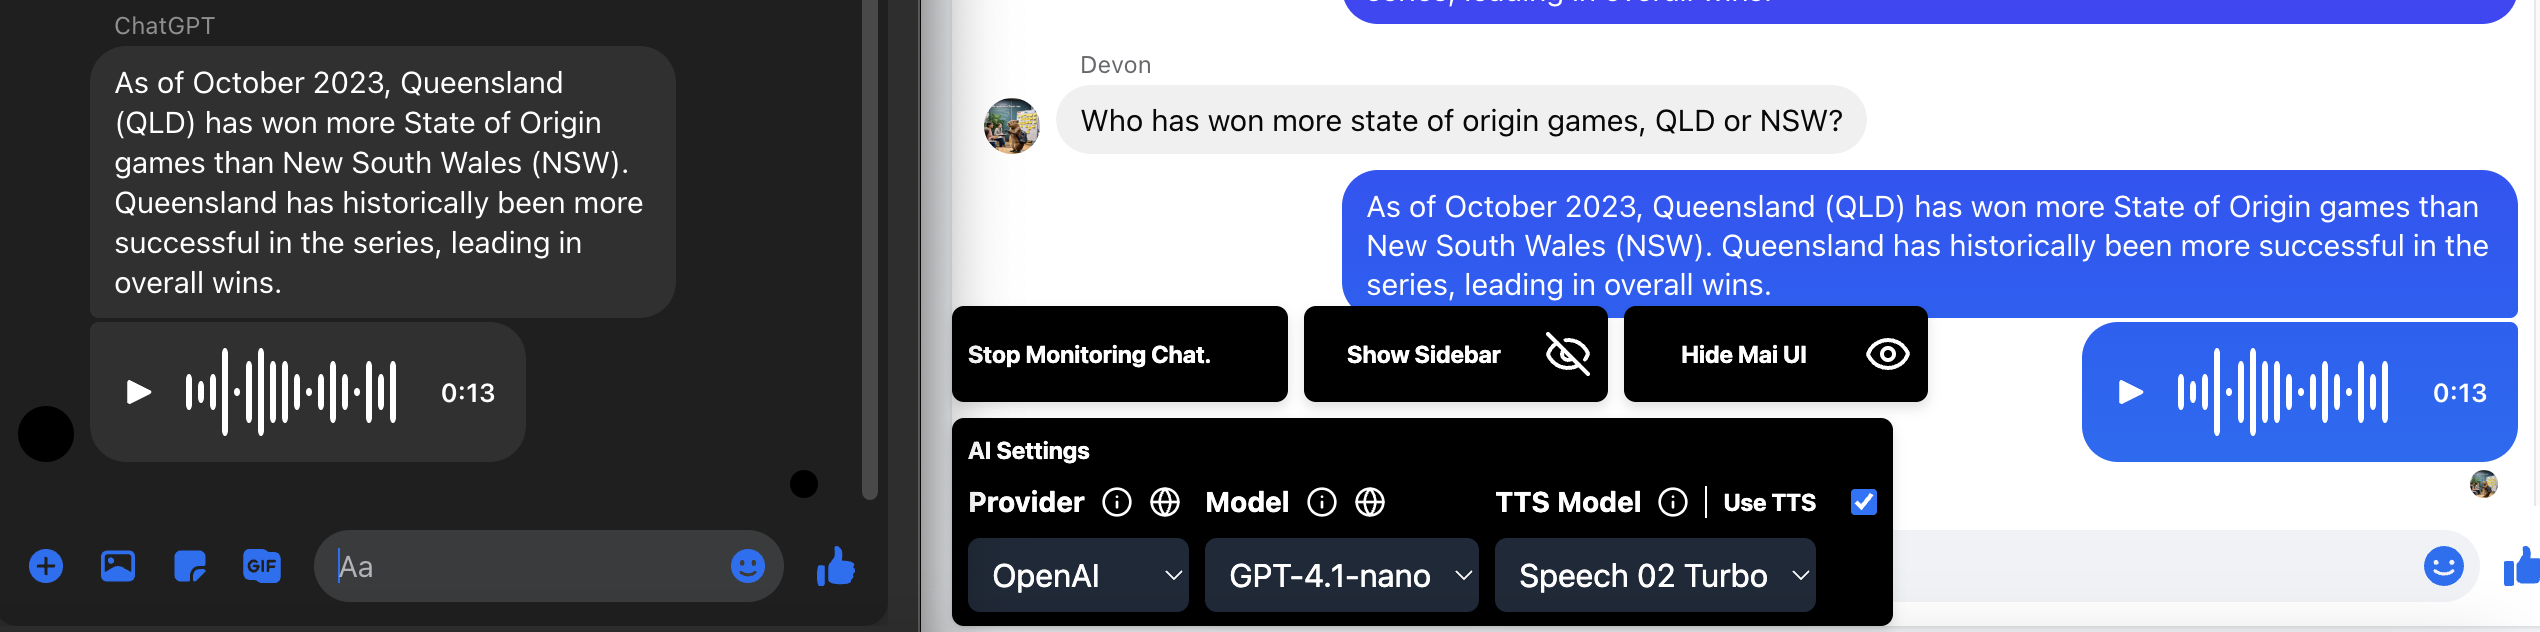 ChatGPT
As of October 2023, Queensland
(QLD) has won more State of Origin
games than New South Wales (NSW).
Queensland has historically been more
successful in the series, leading in
overall wins.
0:13
GIF
Aa
series, leading in overall wins.
Devon
Who has won more state of origin games, QLD or NSW?
As of October 2023, Queensland (QLD) has won more State of Origin games than
New South Wales (NSW). Queensland has historically been more successful in the
series, leading in overall wins.
Stop Monitoring Chat.
Show Sidebar
Hide Mai UI
0:13
AI Settings
Provider
Model
TTS Model
Use TTS
OpenAI
GPT-4.1-nano
Speech 02 Turbo